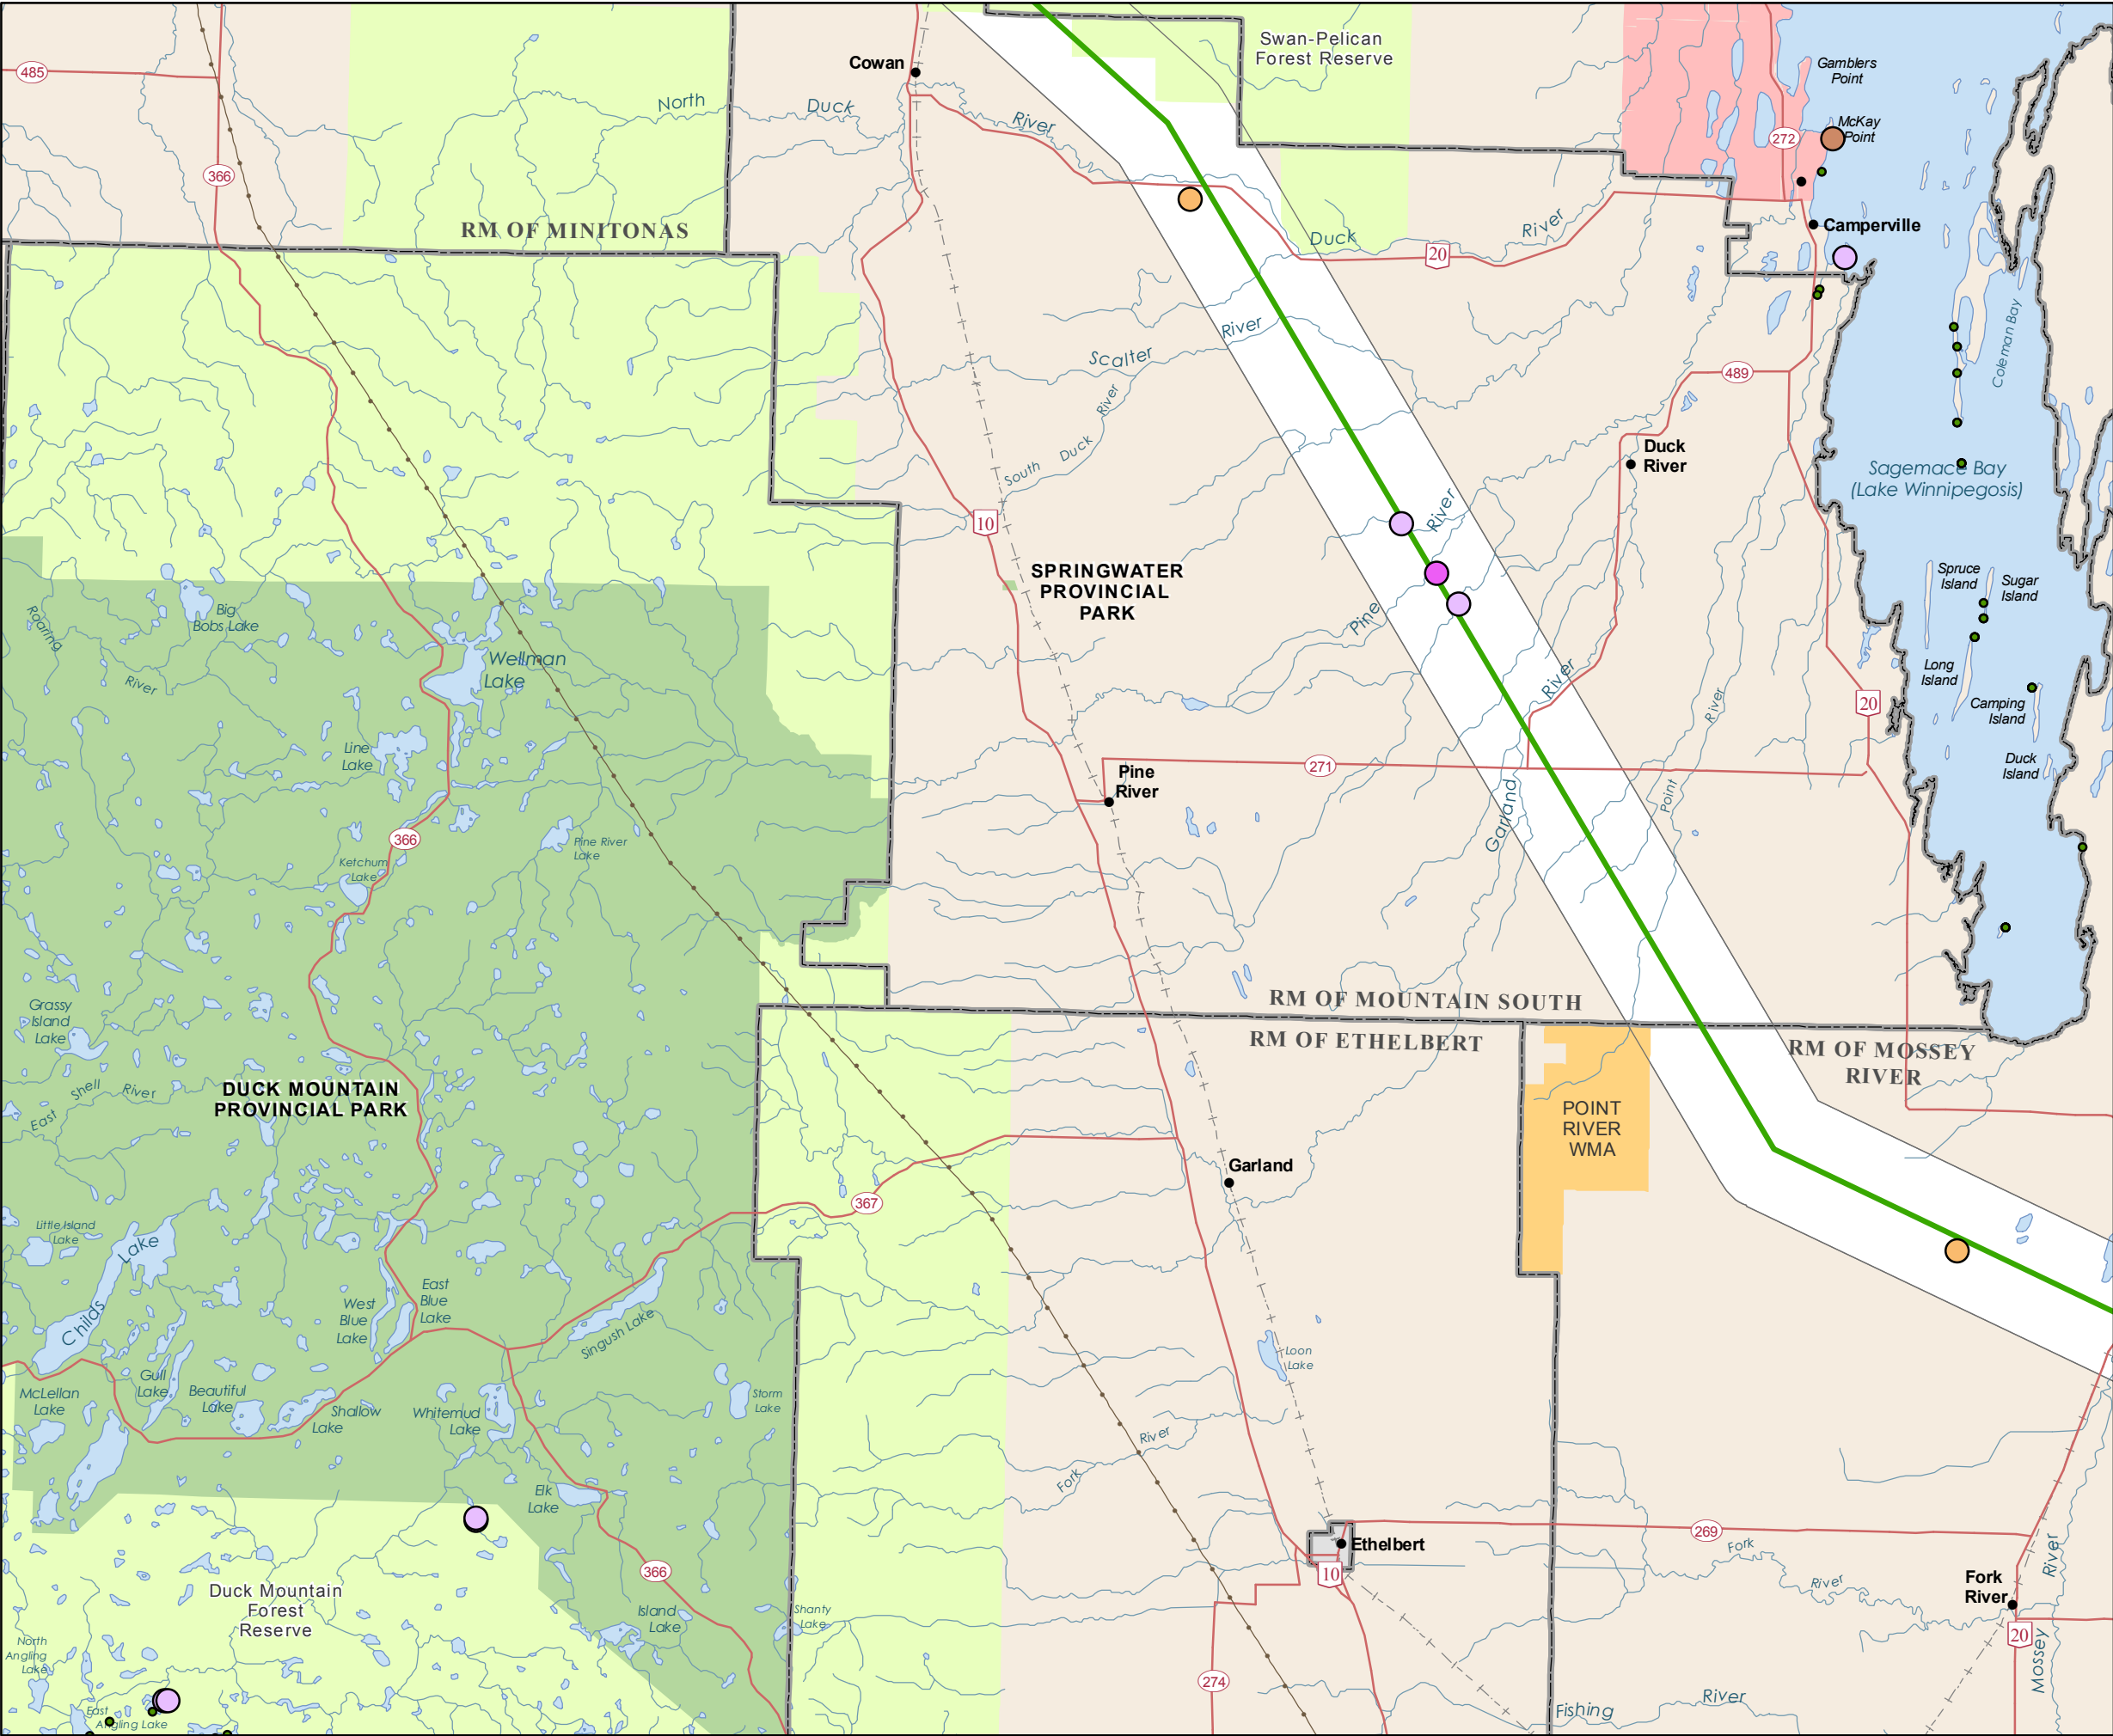 Swan-Pelican
Forest Reserve
Cowan
485
Gamblers
Point
North
Duck
River
McKay
Point
272
366
RM OF MINITONAS
Duck
River
20
Camperville
River
Scalter
Coleman Bay
489
River
Duck
South
Duck
River
Sagemace Bay
(Lake Winnipegosis)
10
River
SPRINGWATER
PROVINCIAL
PARK
Spruce
Island
Sugar
Island
Big
Bobs Lake
Roaring
River
Pine
Wellman
Lake
River
River
Long
Island
Camping
Island
20
Line
Lake
Duck
Island
271
Pine
River
Point
Garland
366
Pine River
Lake
Ketchum
Lake
Grassy
Island
Lake
RM OF MOUNTAIN SOUTH
RM OF ETHELBERT
RM OF MOSSEY
RIVER
East
Shell
River
DUCK MOUNTAIN
PROVINCIAL PARK
POINT
RIVER
WMA
Garland
367
Little Island
Lake
Childs
Lake
West
Blue
Lake
East
Blue
Lake
Singush Lake
Loon
Lake
McLellan
Lake
Gull
Lake
Beautiful
Lake
Shallow
Lake
Whitemud
Lake
Storm
Lake
Fork
River
Elk
Lake
269
Ethelbert
10
Fork
River
River
Fork
River
366
Duck Mountain
Forest
Reserve
Island
Lake
Shanty
Lake
20
North
Angling
Lake
274
Mossey
East
Angling Lake
Fishing
River